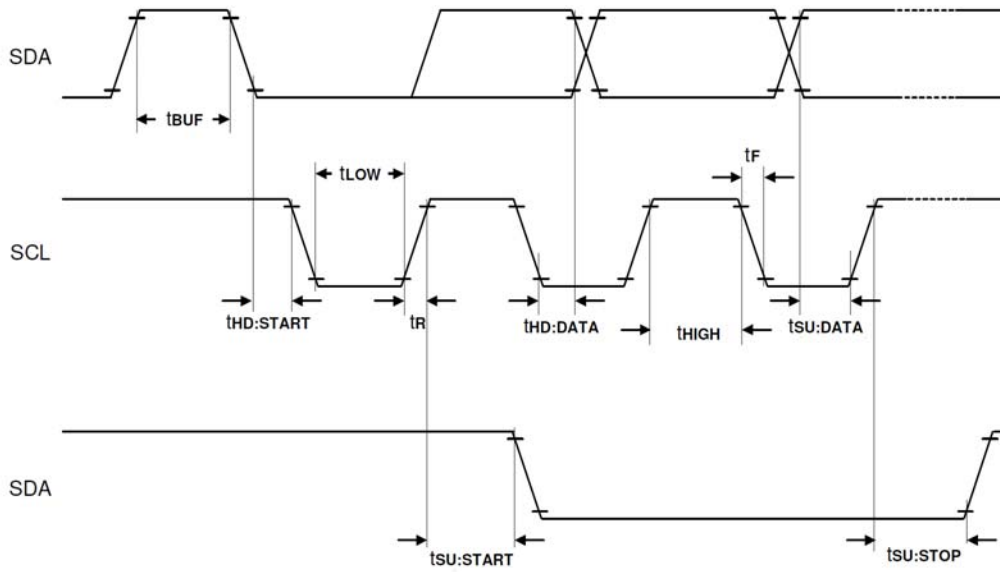 SDA
tBUF
tF
tLOW
SCL
tHD:START
tR
tHD:DATA
tHIGH
tSU:DATA
SDA
tSU:START
tSU:STOP